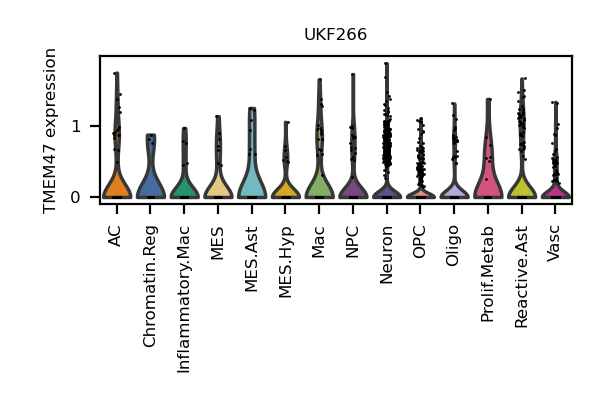 UKF266
TMEM47 expression
1
0
AC
Chromatin.Reg
Inflammatory.Mac
MES
MES.Ast
MES.Hyp
Mac
NPC
Neuron
OPC
Oligo
Prolif.Metab
Reactive.Ast
Vasc